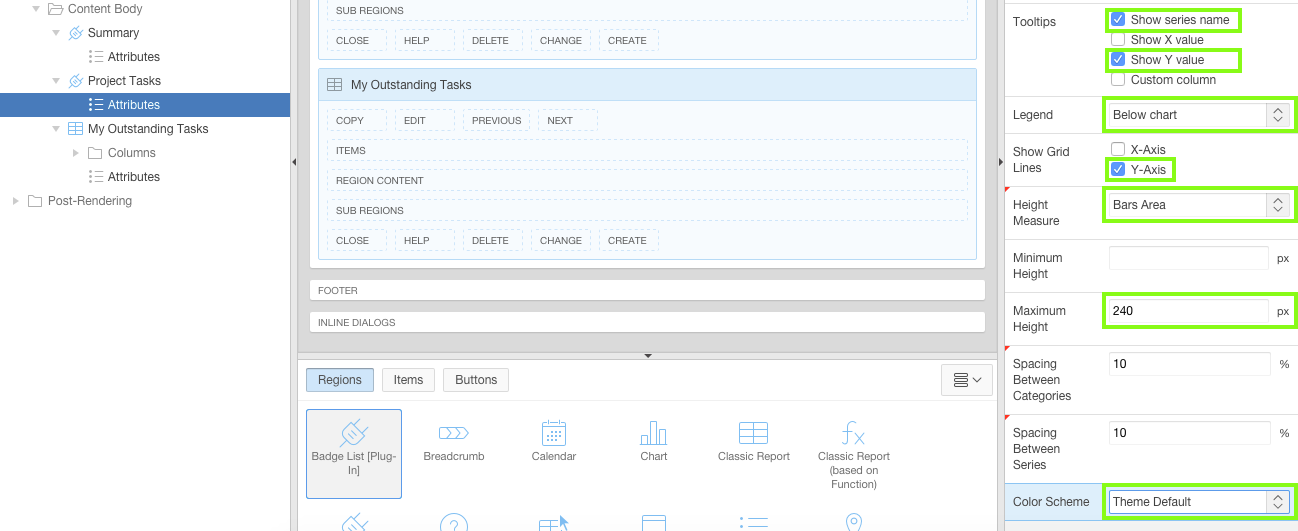 Content Body
Summary
Attributes
Project Tasks
Attributes
My Outstanding Tasks
Columns
Attributes
Post-Rendering
SUB REGIONS
CLOSE HELP DELETE CHANGE CREATE
My Outstanding Tasks
COPY EDIT PREVIOUS NEXT
ITEMS
REGION CONTENT
SUB REGIONS
CLOSE HELP DELETE CHANGE CREATE
FOOTER
INLINE DIALOGS
Regions Items Buttons
Badge List [Plug-
In]
Breadcrumb
Calendar
Chart
Classic Report
Classic Report
(based on
Function)
Tooltips
Show series name
Show X value
Show Y value
Custom column
Legend
Below chart
Show Grid
Lines
X-Axis
Y-Axis
Height
Measure
Bars Area
Minimum
Height
px
Maximum
Height
240 px
Spacing
Between
Categories
10 %
Spacing
Between
Series
10 %
Color Scheme
Theme Default